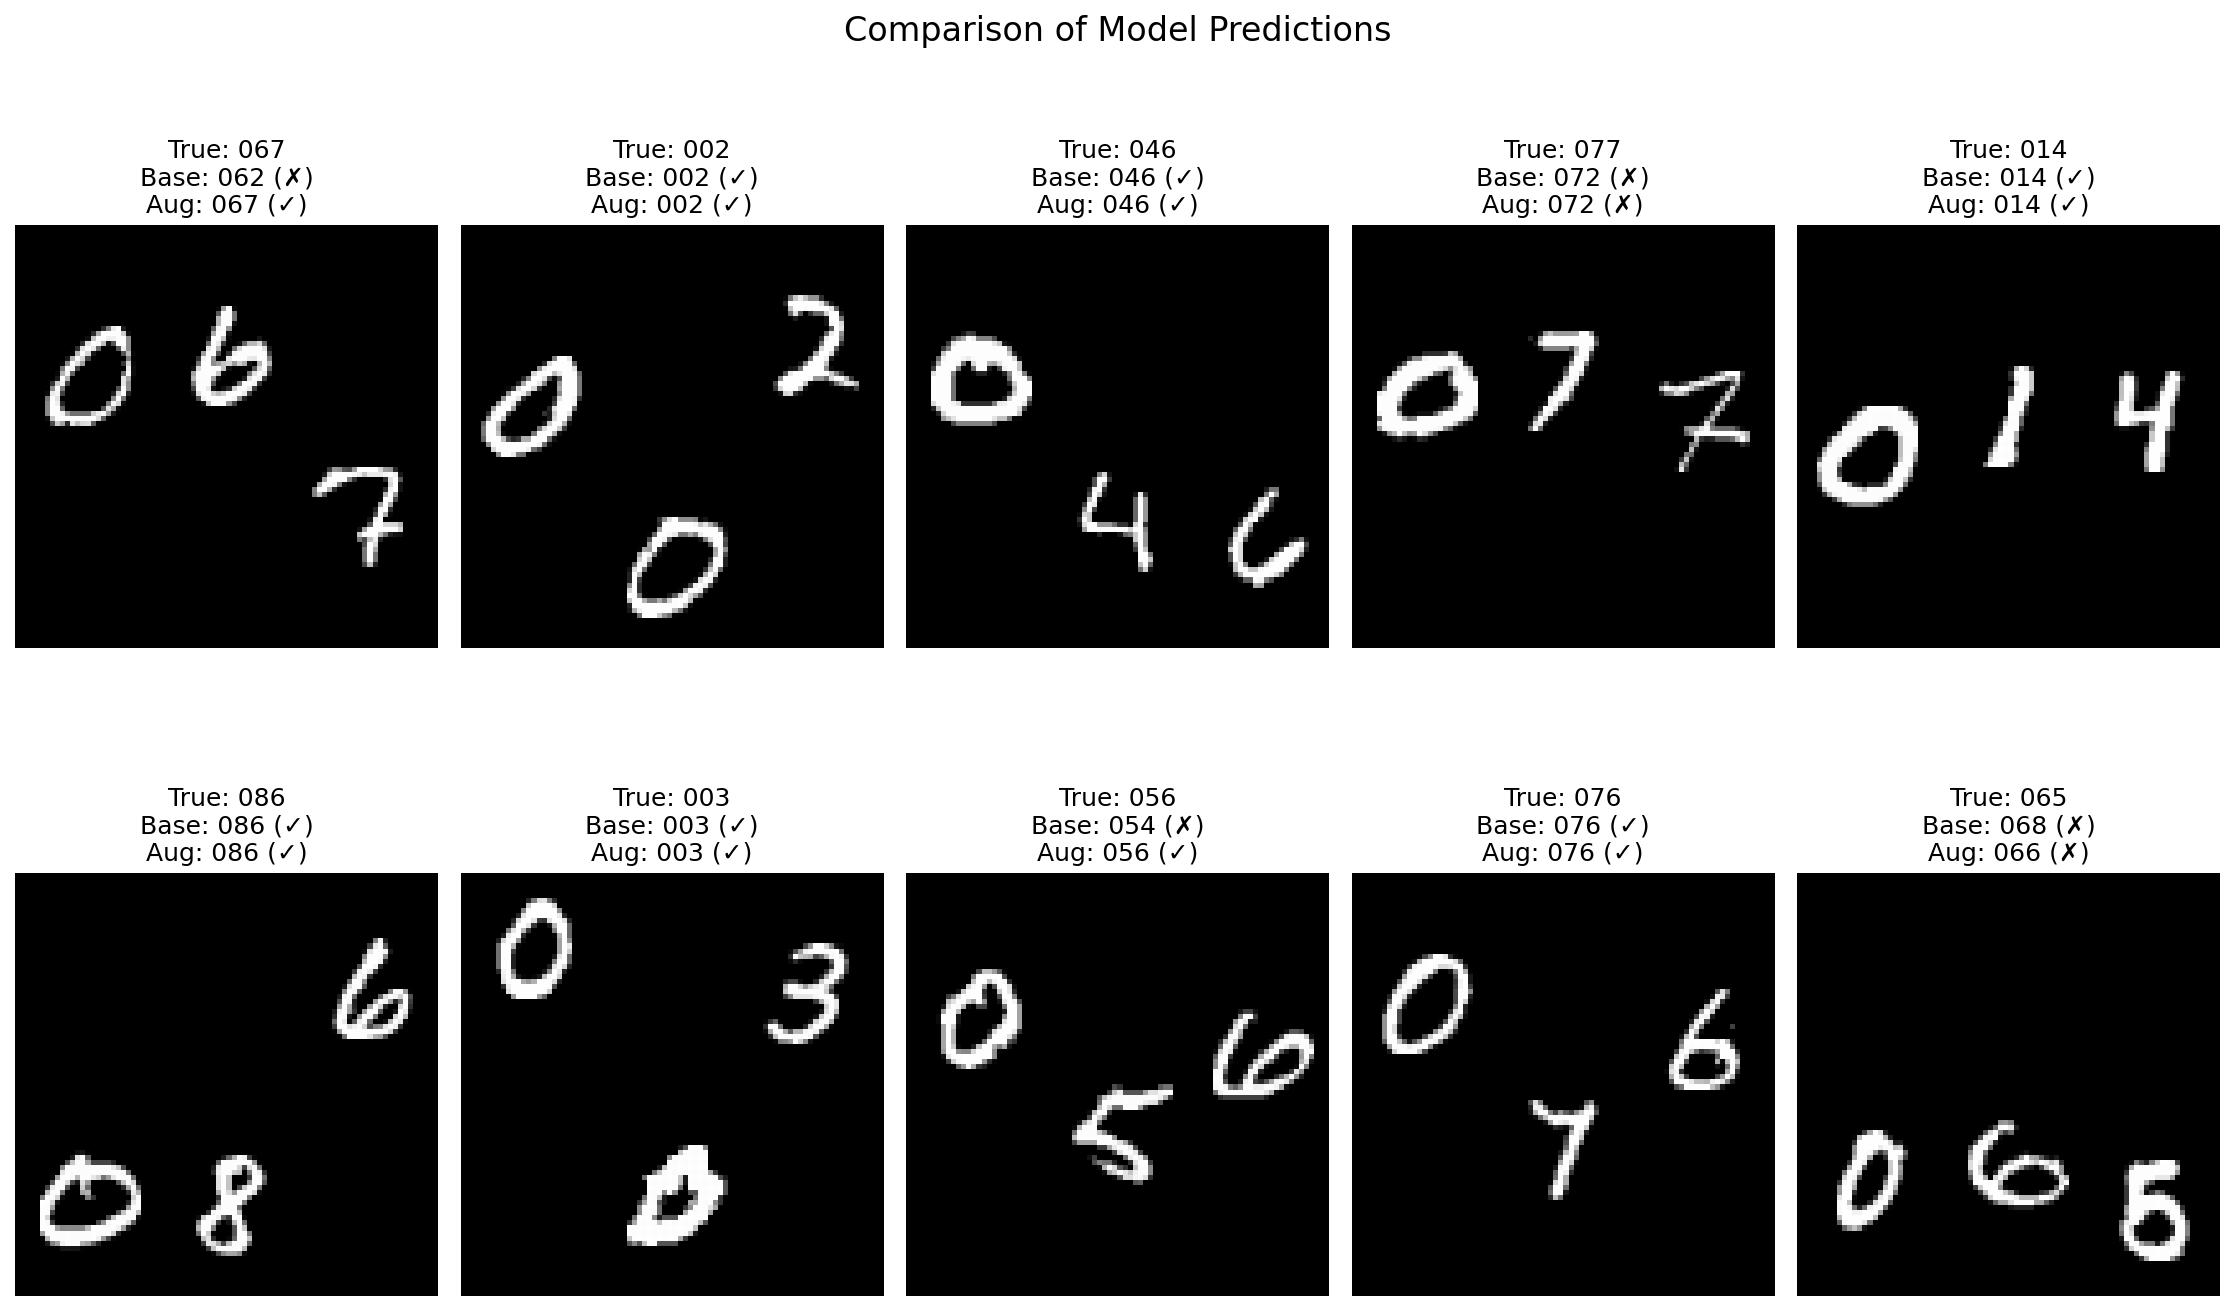 Comparison of Model Predictions
True: 067
Base: 062 (✗)
Aug: 067 (✓)
0 6 7
True: 002
Base: 002 (✓)
Aug: 002 (✓)
0 0 2
True: 046
Base: 046 (✓)
Aug: 046 (✓)
0 4 6
True: 077
Base: 072 (✗)
Aug: 072 (✗)
0 7 7
True: 014
Base: 014 (✓)
Aug: 014 (✓)
0 1 4
True: 086
Base: 086 (✓)
Aug: 086 (✓)
0 8 6
True: 003
Base: 003 (✓)
Aug: 003 (✓)
0 0 3
True: 056
Base: 054 (✗)
Aug: 056 (✓)
0 5 6
True: 076
Base: 076 (✓)
Aug: 076 (✓)
0 7 6
True: 065
Base: 068 (✗)
Aug: 066 (✗)
0 6 5